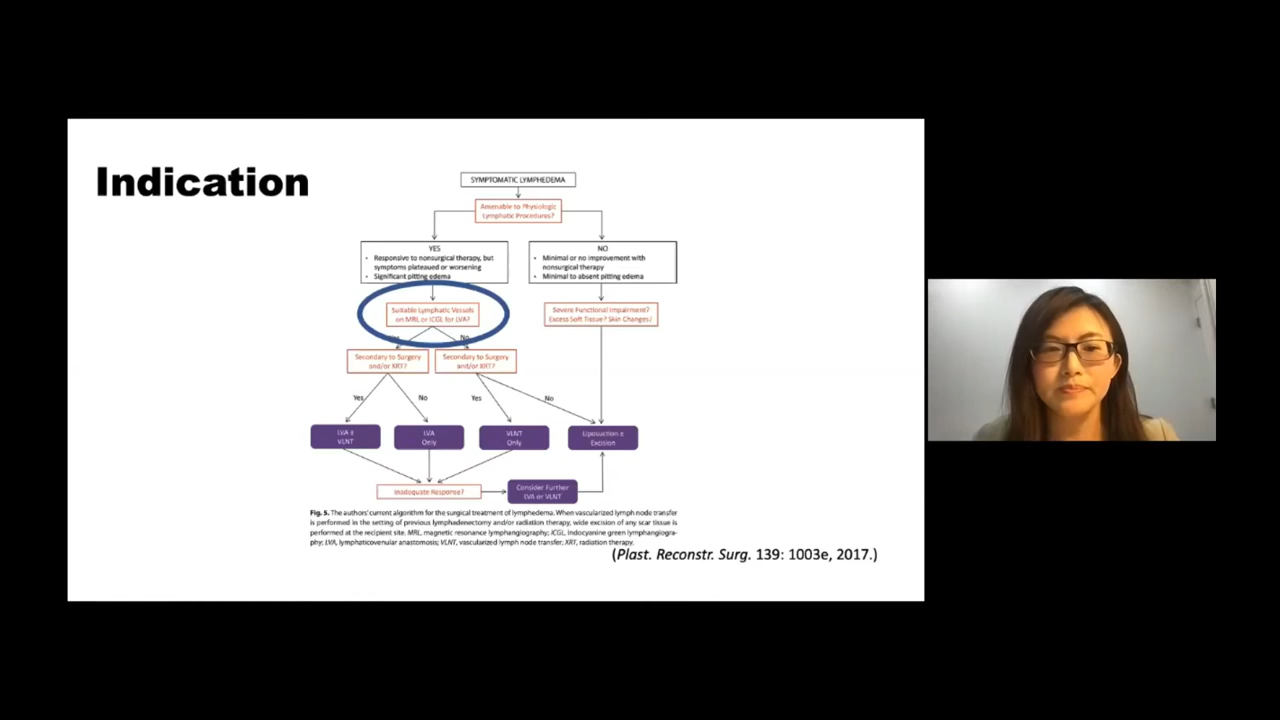 Indication
SYMPTOMATIC LYMPHEDEMA
Amenable to Physiologic
Lymphatic Procedures?
YES
• Responsive to nonsurgical therapy, but
symptoms plateaued or worsening
• Significant pitting edema
NO
• Minimal or no improvement with
nonsurgical therapy
• Minimal to absent pitting edema
Suitable Lymphatic Vessels
on MRL or ICGL for LVA?
Severe Functional Impairment?
Excess Soft Tissue? Skin Changes?
Yes
No
Secondary to Surgery
and/or XRT?
Secondary to Surgery
and/or XRT?
Yes
No
Yes
No
LVA ±
VLNT
LVA
Only
VLNT
Only
Liposuction ±
Excision
Inadequate Response?
Consider Further
LVA or VLNT
Fig. 5. The authors' current algorithm for the surgical treatment of lymphedema. When vascularized lymph node transfer
is performed in the setting of previous lymphadenectomy and/or radiation therapy, wide excision of any scar tissue is
performed at the recipient site. MRL, magnetic resonance lymphangiography; ICGL, indocyanine green lymphangiogra-
phy; LVA, lymphaticovenular anastomosis; VLNT, vascularized lymph node transfer; XRT, radiation therapy.
(Plast. Reconstr. Surg. 139: 1003e, 2017.)